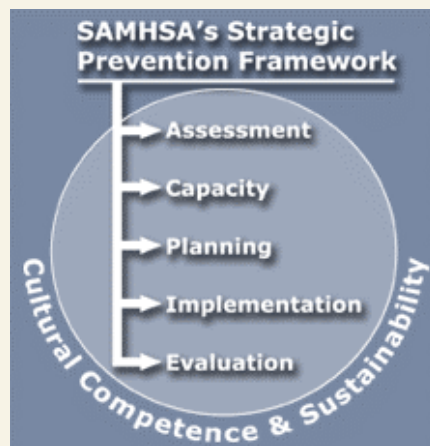 SAMHSA's Strategic
Prevention Framework
Assessment
Capacity
Planning
Implementation
Evaluation
Cultural Competence & Sustainability